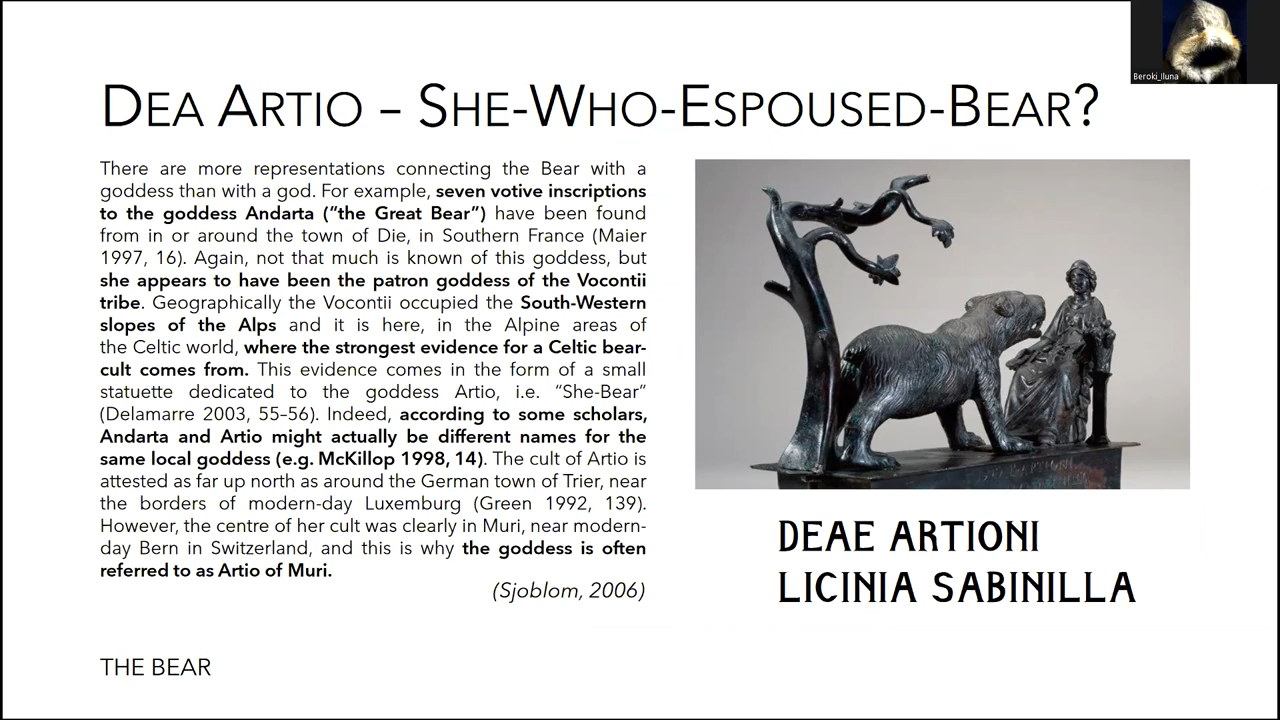 Beroki_Iluna
DEA ARTIO – SHE-WHO-ESPOUSED-BEAR?
There are more representations connecting the Bear with a
goddess than with a god. For example, seven votive inscriptions
to the goddess Andarta (“the Great Bear”) have been found
from in or around the town of Die, in Southern France (Maier
1997, 16). Again, not that much is known of this goddess, but
she appears to have been the patron goddess of the Vocontii
tribe. Geographically the Vocontii occupied the South-Western
slopes of the Alps and it is here, in the Alpine areas of
the Celtic world, where the strongest evidence for a Celtic bear-
cult comes from. This evidence comes in the form of a small
statuette dedicated to the goddess Artio, i.e. “She-Bear”
(Delamarre 2003, 55–56). Indeed, according to some scholars,
Andarta and Artio might actually be different names for the
same local goddess (e.g. McKillop 1998, 14). The cult of Artio is
attested as far up north as around the German town of Trier, near
the borders of modern-day Luxemburg (Green 1992, 139).
However, the centre of her cult was clearly in Muri, near modern-
day Bern in Switzerland, and this is why the goddess is often
referred to as Artio of Muri.
(Sjoblom, 2006)
DEAE ARTIONI
LICINIA SABINILLA
THE BEAR